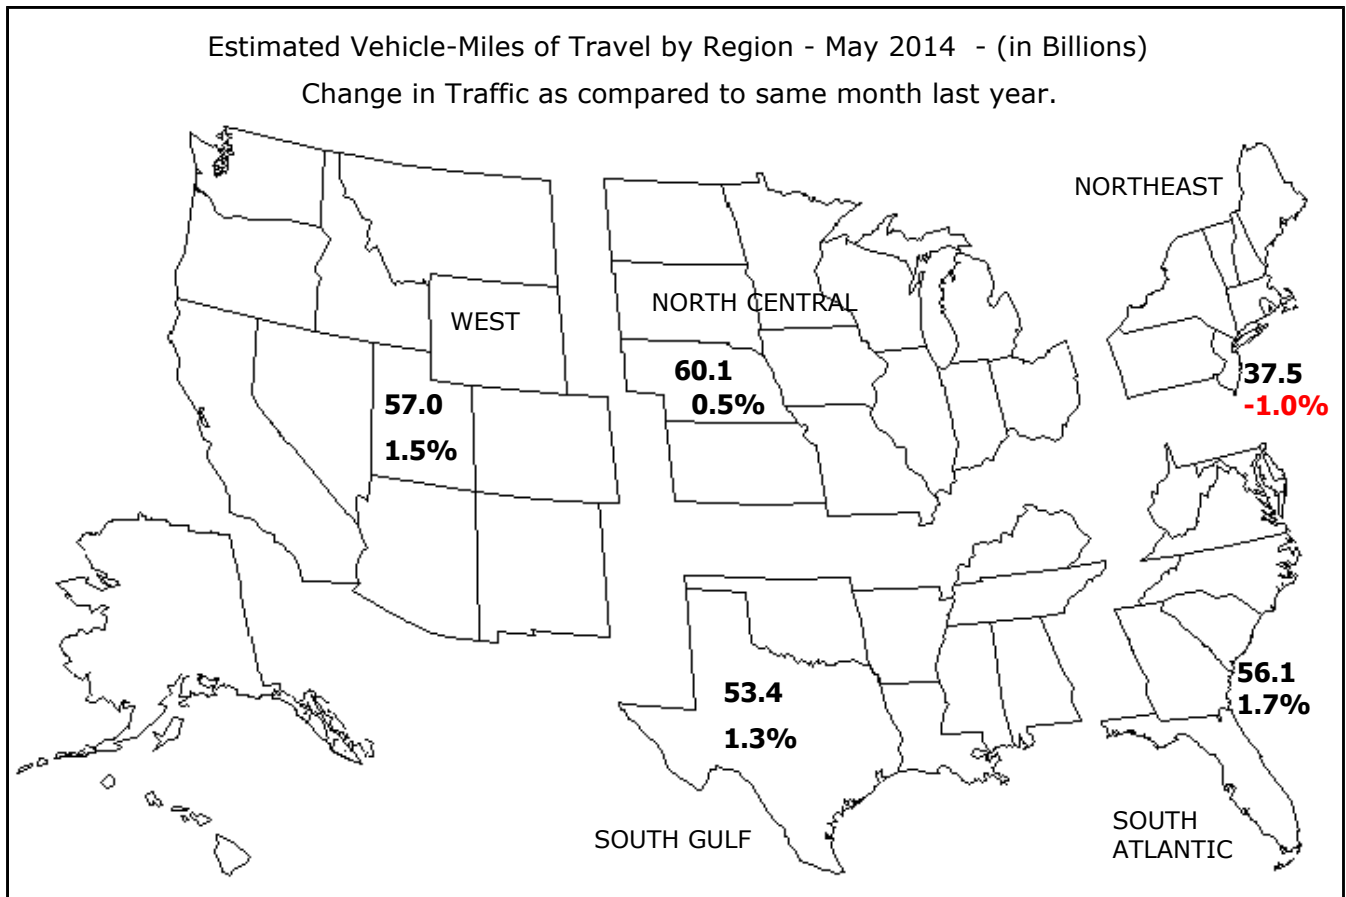 Estimated Vehicle-Miles of Travel by Region - May 2014 - (in Billions)
Change in Traffic as compared to same month last year.
NORTHEAST
37.5
-1.0%
NORTH CENTRAL
60.1
0.5%
WEST
57.0
1.5%
53.4
1.3%
SOUTH GULF
56.1
1.7%
SOUTH
ATLANTIC